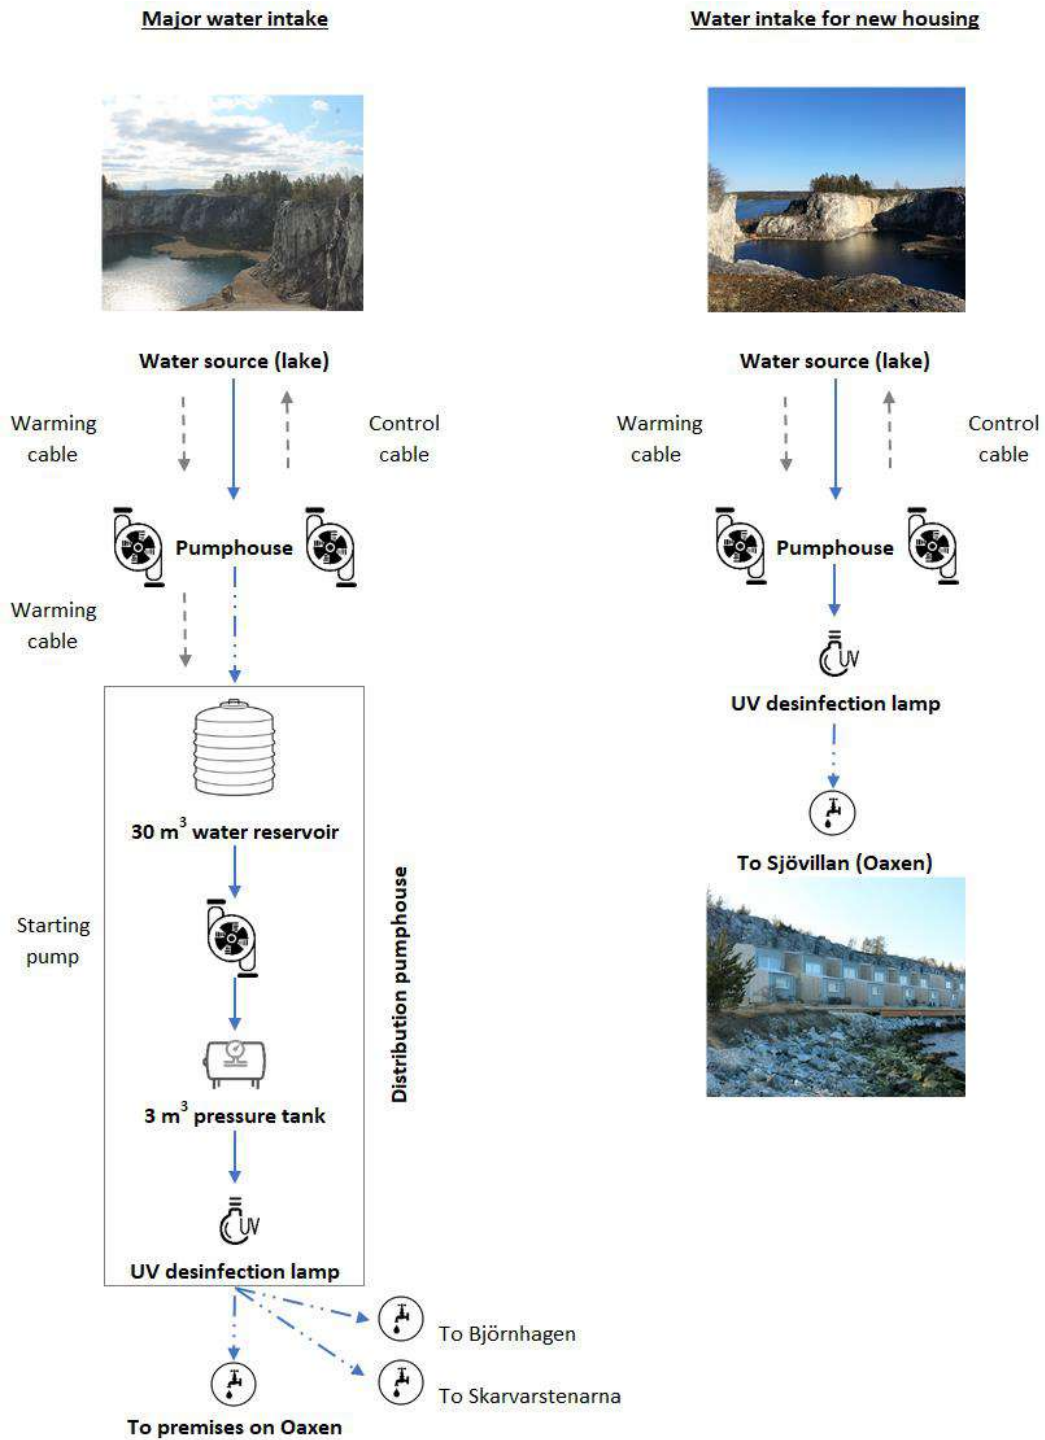 Major water intake
Water source (lake)
Warming
cable
Control
cable
Pumphouse
Warming
cable
30 m³ water reservoir
Starting
pump
3 m³ pressure tank
UV
UV desinfection lamp
Distribution pumphouse
To Björnhagen
To Skarvarstenarna
To premises on Oaxen
Water intake for new housing
Water source (lake)
Warming
cable
Control
cable
Pumphouse
UV
UV desinfection lamp
To Sjövillan (Oaxen)